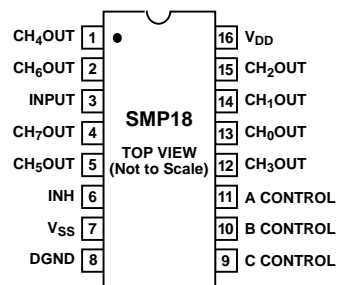 CH4OUT 1 16 VDD
CH6OUT 2 15 CH2OUT
INPUT 3 14 CH1OUT
CH7OUT 4 SMP18 13 CH0OUT
CH5OUT 5 TOP VIEW 12 CH3OUT
(Not to Scale)
INH 6 11 A CONTROL
VSS 7 10 B CONTROL
DGND 8 9 C CONTROL